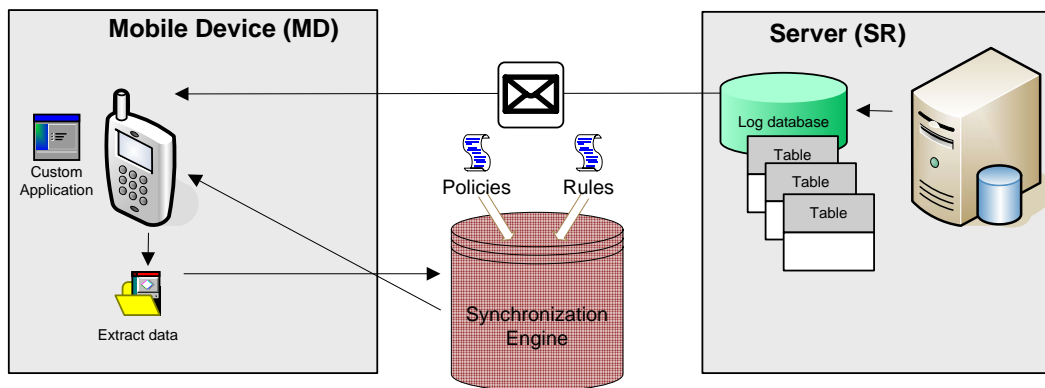 Mobile Device (MD)
Server (SR)
Log database
Table
Table
Table
Custom
Application
Policies
Rules
Synchronization
Engine
Extract data